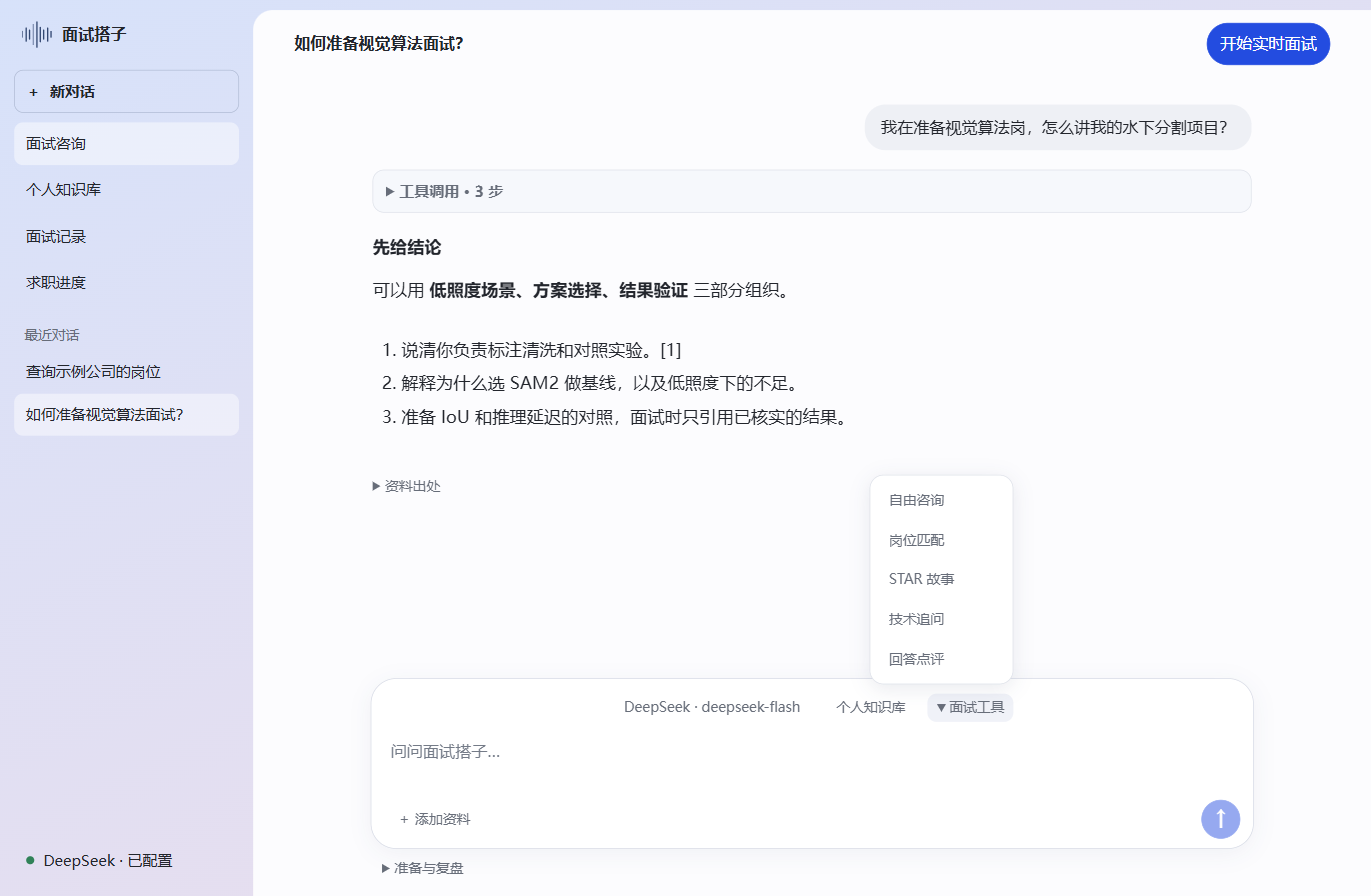 面试搭子
+ 新对话
面试咨询
个人知识库
面试记录
求职进度
最近对话
查询示例公司的岗位
如何准备视觉算法面试?
DeepSeek · 已配置
如何准备视觉算法面试?
开始实时面试
我在准备视觉算法岗，怎么讲我的水下分割项目?
▶ 工具调用 • 3 步
先给结论
可以用 低照度场景、方案选择、结果验证 三部分组织。
1. 说清你负责标注清洗和对照实验。[1]
2. 解释为什么选 SAM2 做基线，以及低照度下的不足。
3. 准备 IoU 和推理延迟的对照，面试时只引用已核实的结果。
▶ 资料出处
自由咨询
岗位匹配
STAR 故事
技术追问
回答点评
DeepSeek · deepseek-flash 个人知识库 ▼面试工具
问问面试搭子...
+ 添加资料
↑
▶ 准备与复盘